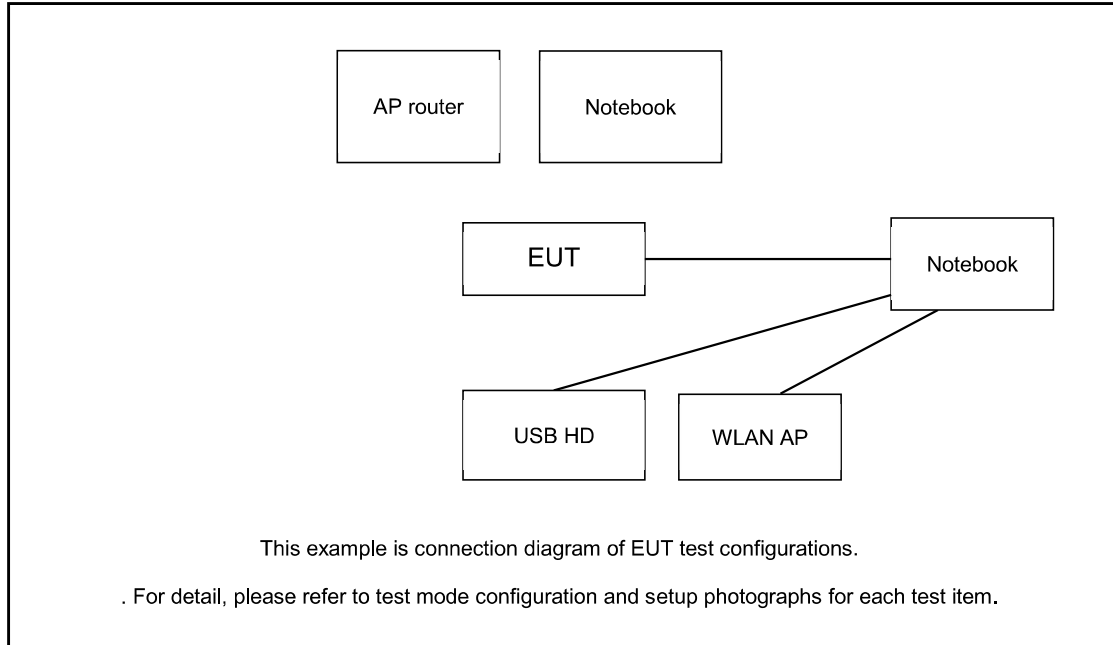 AP router
Notebook
EUT
Notebook
USB HD
WLAN AP
This example is connection diagram of EUT test configurations.
. For detail, please refer to test mode configuration and setup photographs for each test item.